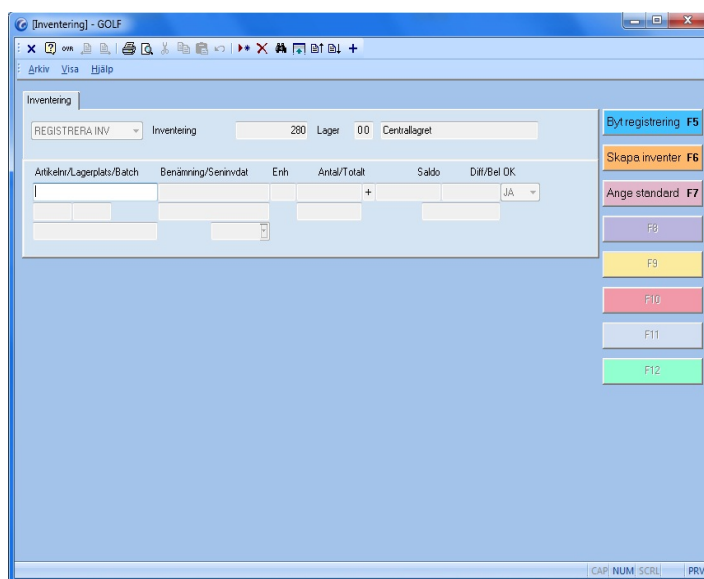 [Inventering] - GOLF
OVR
Arkiv Visa Hjälp
Inventering
REGISTRERA INV Inventering 280 Lager 00 Centrallagret
Artikelnr/Lagerplats/Batch Benämning/Seninvdat Enh Antal/Totalt Saldo Diff/Bel OK
+ JA
Byt registrering F5
Skapa inventer F6
Ange standard F7
F8
F9
F10
F11
F12
CAP NUM SCRL PRV